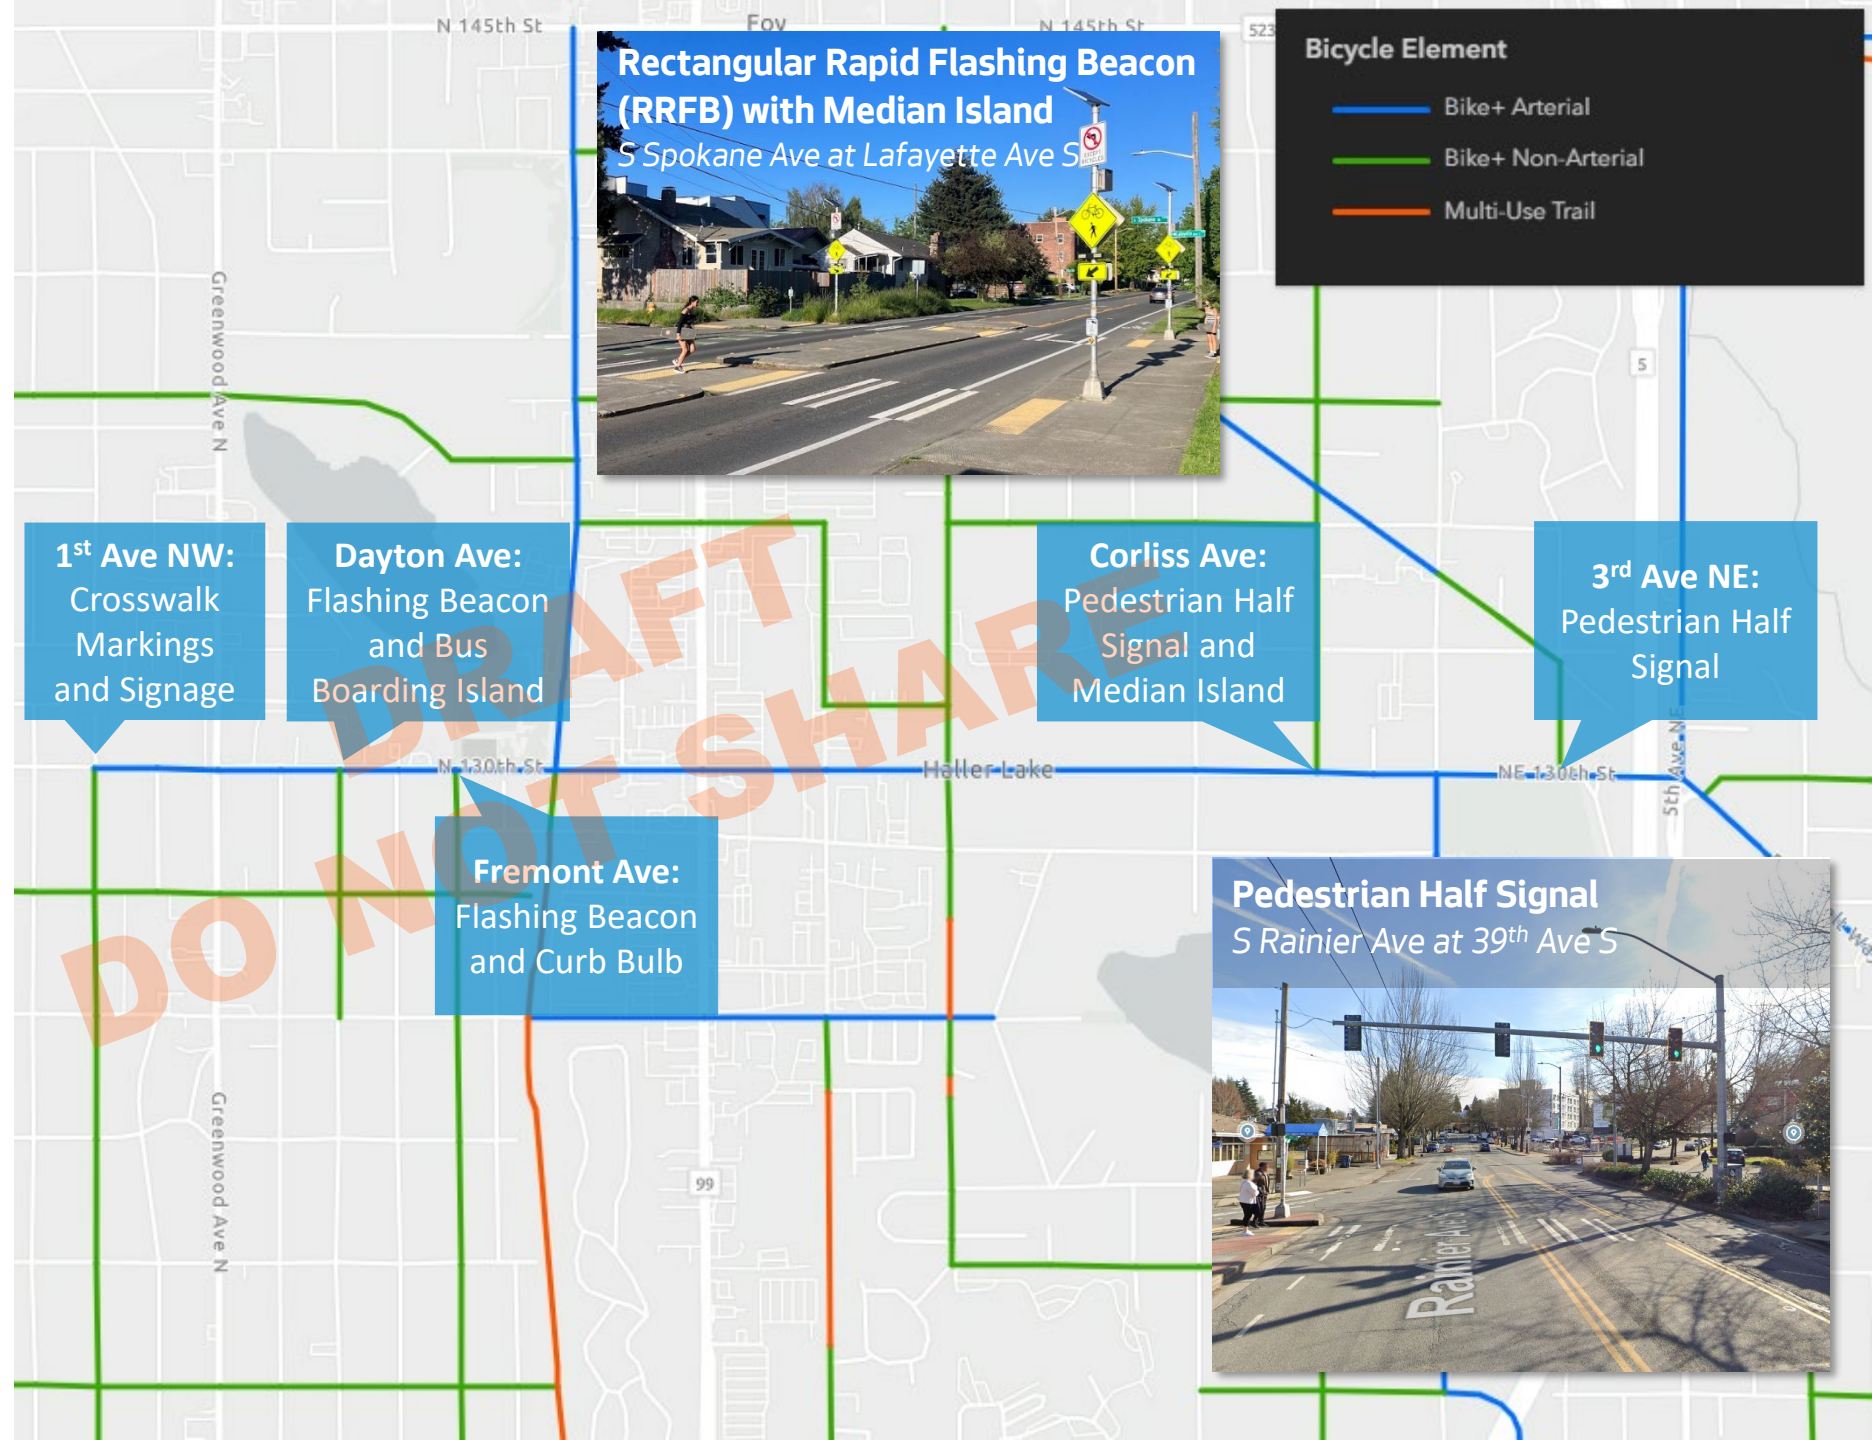 N 145th St
Foy
N 145th St
523
Bicycle Element
Bike+ Arterial
Bike+ Non-Arterial
Multi-Use Trail
Rectangular Rapid Flashing Beacon
(RRFB) with Median Island
S Spokane Ave at Lafayette Ave S
EXCEPT
BICYCLES
Greenwood Ave N
5
1st Ave NW:
Crosswalk
Markings
and Signage
Dayton Ave:
Flashing Beacon
and Bus
Boarding Island
Corliss Ave:
Pedestrian Half
Signal and
Median Island
3rd Ave NE:
Pedestrian Half
Signal
DRAFT
DO NOT SHARE
N 130th St
Haller Lake
NE 130th St
5th Ave NE
Fremont Ave:
Flashing Beacon
and Curb Bulb
Pedestrian Half Signal
S Rainier Ave at 39th Ave S
Rainier Ave S
Greenwood Ave N
99